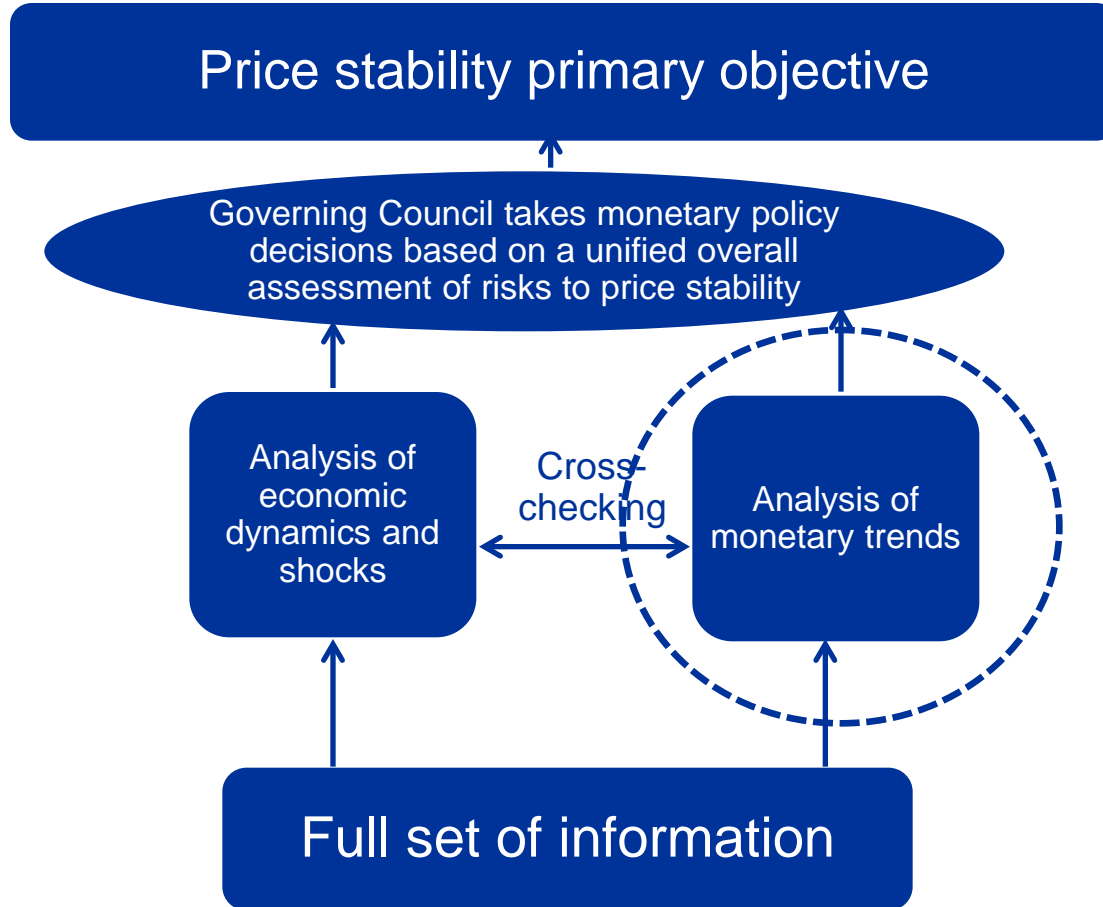 Price stability primary objective
Governing Council takes monetary policy
decisions based on a unified overall
assessment of risks to price stability
Analysis of
economic
dynamics and
shocks
Cross-
checking
Analysis of
monetary trends
Full set of information